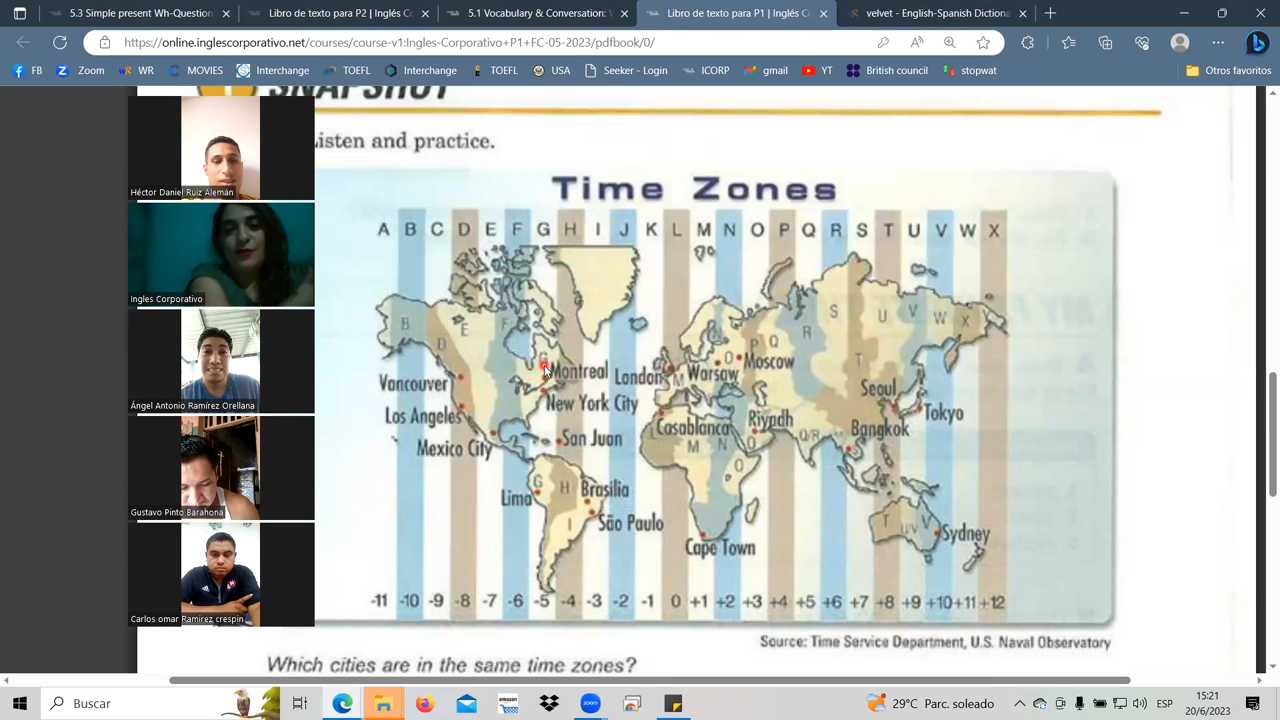 5.3 Simple present Wh-Question
Libro de texto para P2 | Inglés Co
5.1 Vocabulary & Conversation: W
Libro de texto para P1 | Inglés Co
velvet - English-Spanish Dictiona
https://online.inglescorporativo.net/courses/course-v1:Ingles-Corporativo+P1+FC-05-2023/pdfbook/0/
FB Zoom WR MOVIES Interchange TOEFL Interchange TOEFL USA Seeker - Login ICORP gmail YT British council stopwat Otros favoritos
SNAPSHOT
Listen and practice.
Time Zones
A B C D E F G H I J K L M N O P Q R S T U V W X
B D E F G
N O P Q R S T U V W X
Montreal London M Warsaw Moscow
Vancouver
Seoul
Los Angeles New York City
Casablanca Riyadh
Tokyo
Mexico City San Juan
Bangkok
M N O Q/R
Lima G H Brasilia
I São Paulo
Cape Town
T U/V Sydney
-11 -10 -9 -8 -7 -6 -5 -4 -3 -2 -1 0 +1 +2 +3 +4 +5 +6 +7 +8 +9 +10 +11 +12
Source: Time Service Department, U.S. Naval Observatory
Which cities are in the same time zones?
Héctor Daniel Ruiz Alemán
Ingles Corporativo
Ángel Antonio Ramírez Orellana
Gustavo Pinto Barahona
Carlos omar Ramirez crespin
Buscar
amazon
zoom
29°C Parc. soleado
ESP
15:21
20/6/2023